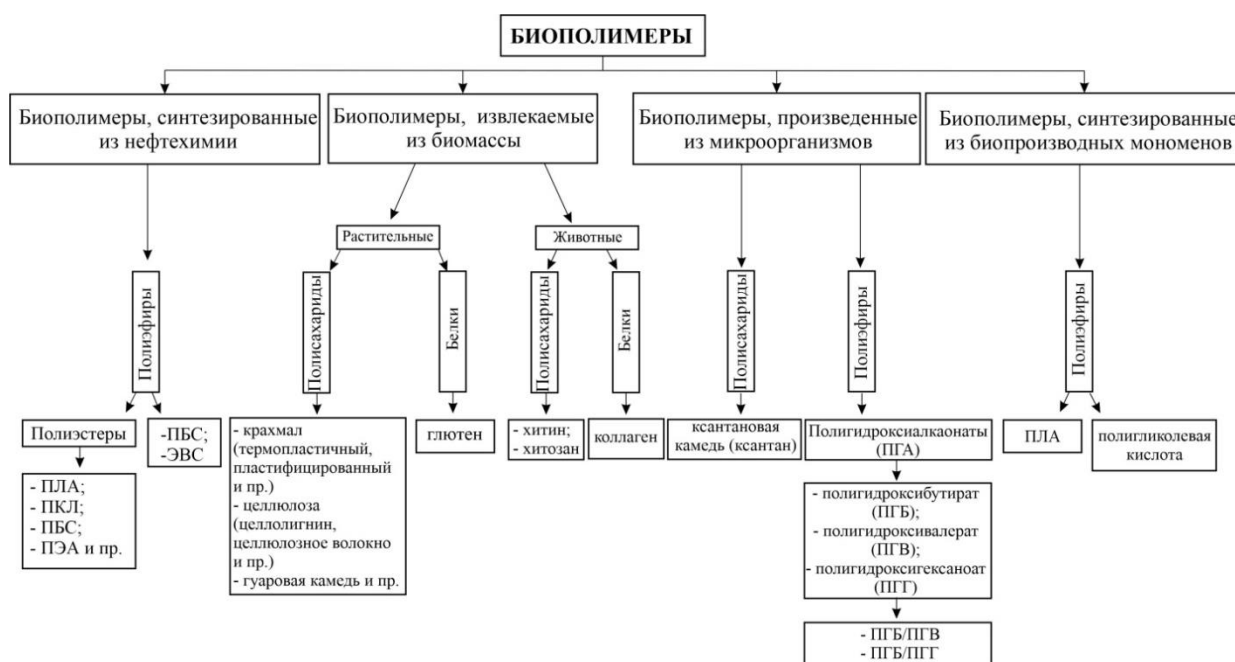 БИОПОЛИМЕРЫ
Биополимеры, синтезированные
из нефтехимии
Биополимеры, извлекаемые
из биомассы
Биополимеры, произведенные
из микроорганизмов
Биополимеры, синтезированные
из биопроизводных мономенов
Растительные
Животные
Полиэфиры
Полисахариды
Белки
Полисахариды
Белки
Полисахариды
Полиэфиры
Полиэфиры
Полиэстеры
- ПЛА;
- ПКЛ;
- ПБС;
- ПЭА и пр.
-ПБС;
-ЭВС
- крахмал
(термопластичный,
пластифицированный
и пр.)
- целлюлоза
(целлолигнин,
целлюлозное волокно
и пр.)
- гуаровая камедь и пр.
глютен
- хитин;
- хитозан
коллаген
ксантановая
камедь (ксантан)
Полигидроксиалканаты
(ПГА)
- полигидроксибутират
(ПГБ);
- полигидроксивалерат
(ПГВ);
- полигидроксигексаноат
(ПГГ)
- ПГБ/ПГВ
- ПГБ/ПГГ
ПЛА
полигликолевая
кислота